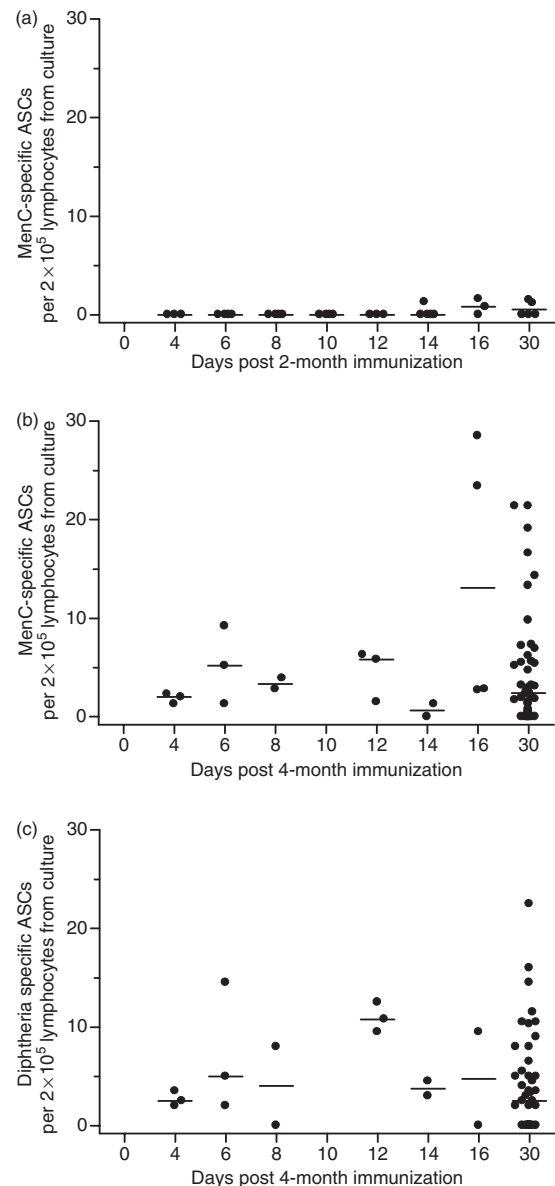 (a)
MenC-specific ASCs
per 2×10⁵ lymphocytes from culture
30
20
10
0
0 4 6 8 10 12 14 16 30
Days post 2-month immunization
(b)
MenC-specific ASCs
per 2×10⁵ lymphocytes from culture
30
20
10
0
0 4 6 8 10 12 14 16 30
Days post 4-month immunization
(c)
Diphtheria specific ASCs
per 2×10⁵ lymphocytes from culture
30
20
10
0
0 4 6 8 10 12 14 16 30
Days post 4-month immunization